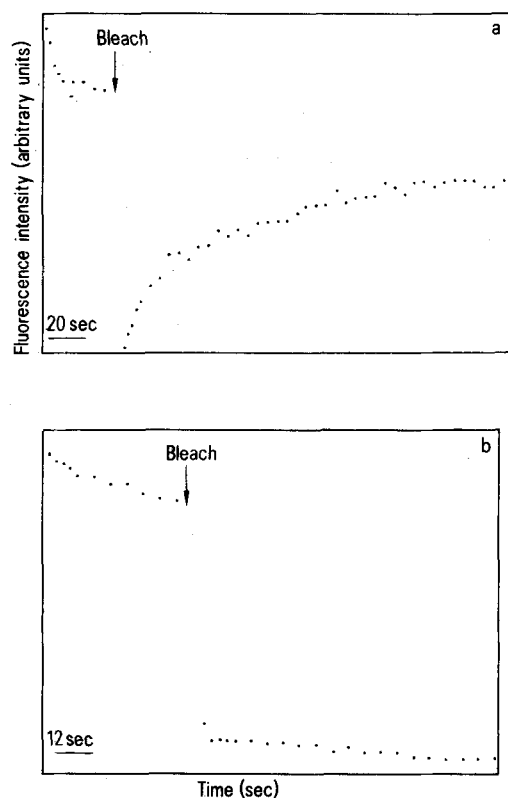 a
Bleach
Fluorescence intensity (arbitrary units)
20 sec
b
Bleach
12 sec
Time (sec)